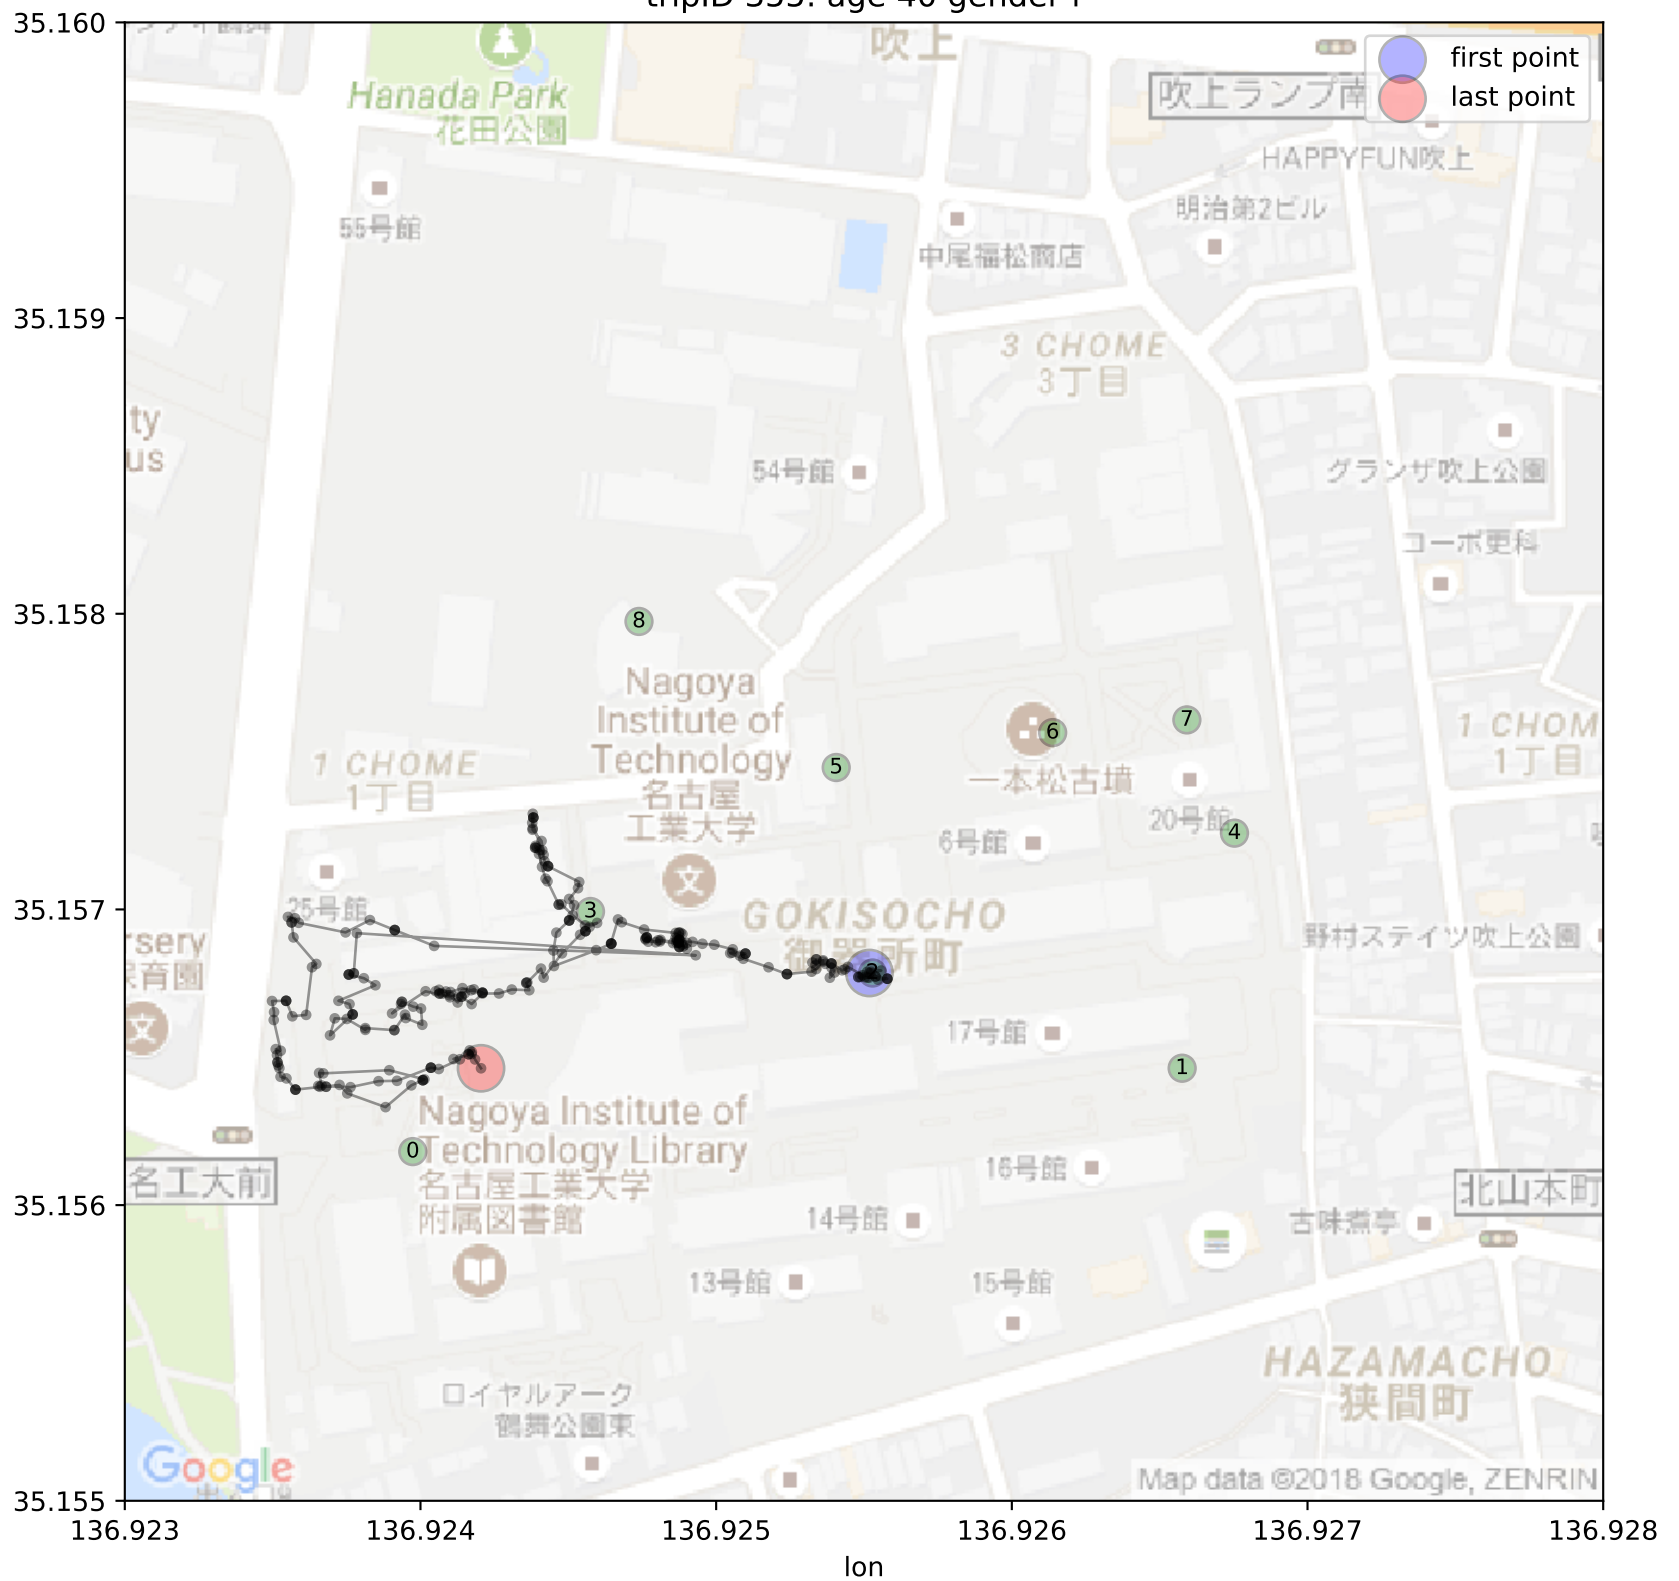 35.160
吹上
first point
last point
Hanada Park
花田公園
吹上ランプ南
HAPPYFUN吹上
明治第2ビル
55号館
中尾福松商店
35.159
3 CHOME
3丁目
ty
us
54号館
グランザ吹上公園
コーポ更科
35.158
8
Nagoya
Institute of
Technology
名古屋
工業大学
7
6
1 CHOM
1丁目
1 CHOME
1丁目
5
一本松古墳
20号館
4
6号館
35.157
25号館
3
GOKISOCHO
御器所町
野村ステイツ吹上公園
rsery
保育園
2
17号館
1
Nagoya Institute of
Technology Library
名古屋工業大学
附属図書館
0
名工大前
16号館
北山本町
35.156
14号館
古味煮亭
13号館
15号館
HAZAMACHO
狭間町
ロイヤルアーク
鶴舞公園東
Google
Map data ©2018 Google, ZENRIN
35.155
136.923
136.924
136.925
136.926
136.927
136.928
lon